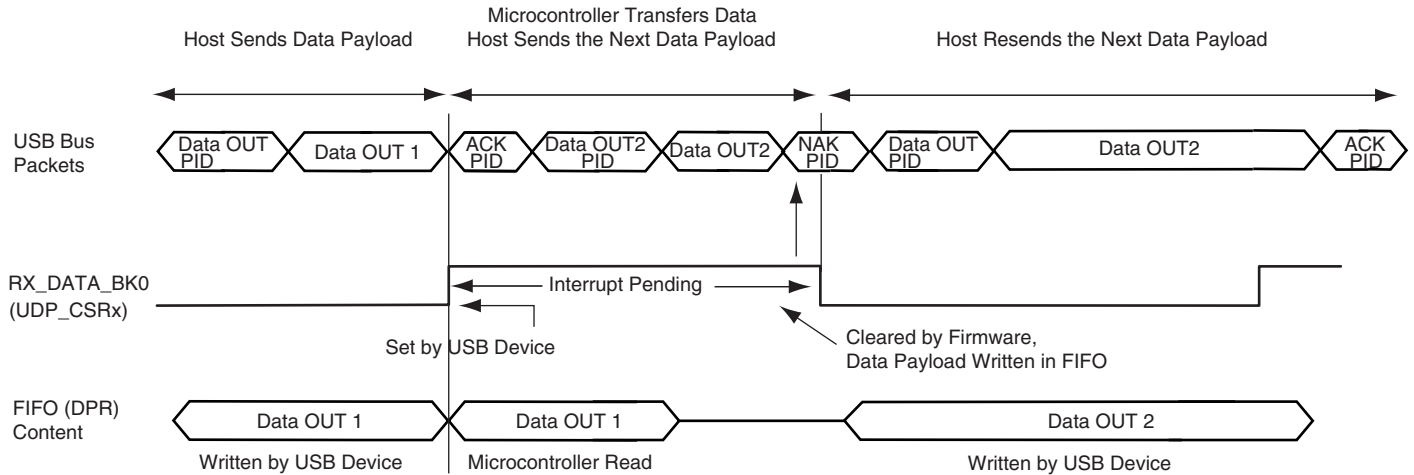 Microcontroller Transfers Data
Host Sends Data Payload
Host Sends the Next Data Payload
Host Resends the Next Data Payload
USB Bus
Packets
Data OUT
PID
Data OUT 1
ACK
PID
Data OUT2
PID
Data OUT2
NAK
PID
Data OUT
PID
Data OUT2
ACK
PID
RX_DATA_BK0
(UDP_CSRx)
Interrupt Pending
Set by USB Device
Cleared by Firmware,
Data Payload Written in FIFO
FIFO (DPR)
Content
Data OUT 1
Data OUT 1
Data OUT 2
Written by USB Device
Microcontroller Read
Written by USB Device